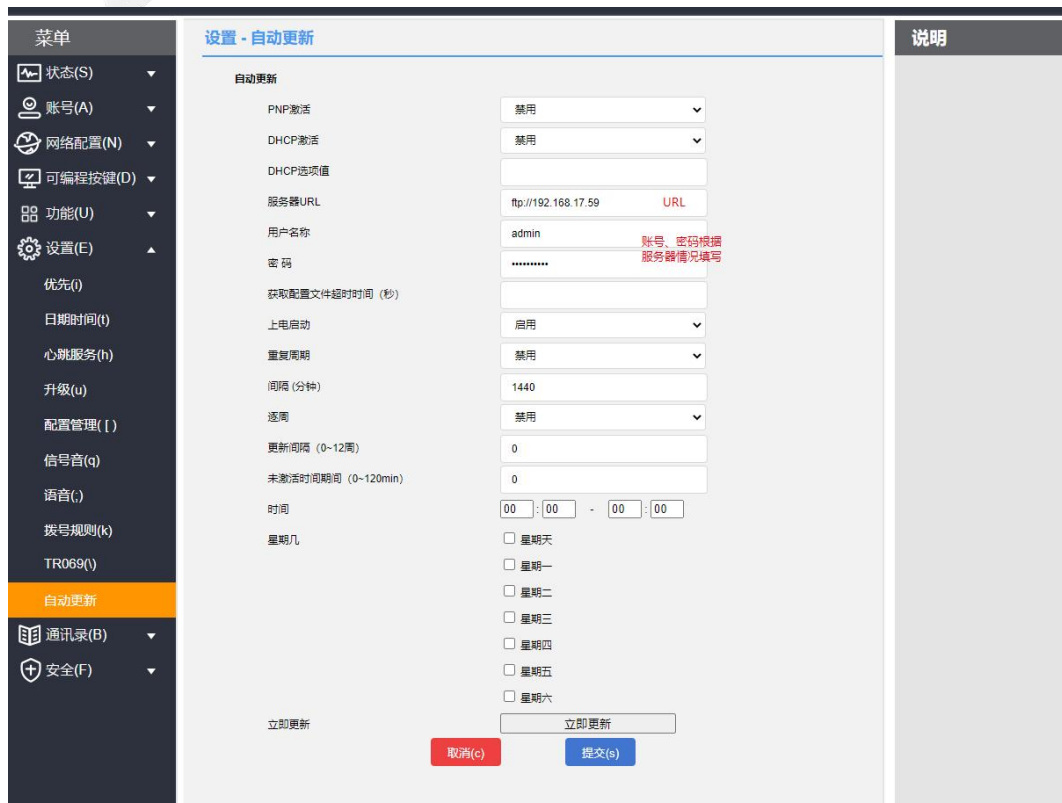 菜单
状态(S)
账号(A)
网络配置(N)
可编程按键(D)
功能(U)
设置(E)
优先(i)
日期时间(t)
心跳服务(h)
升级(u)
配置管理( [ )
信号音(q)
语音(;)
拨号规则(k)
TR069(\)
自动更新
通讯录(B)
安全(F)
设置 - 自动更新
自动更新
PNP激活 禁用
DHCP激活 禁用
DHCP选项值
服务器URL ftp://192.168.17.59 URL
用户名称 admin
账号、密码根据
服务器情况填写
密 码 ••••••••••
获取配置文件超时时间（秒）
上电启动 启用
重复周期 禁用
间隔 (分钟) 1440
逐周 禁用
更新间隔（0~12周） 0
未激活时间期间（0~120min） 0
时间 00 : 00 - 00 : 00
星期几 星期天
星期一
星期二
星期三
星期四
星期五
星期六
立即更新 立即更新
取消(c) 提交(s)
说明